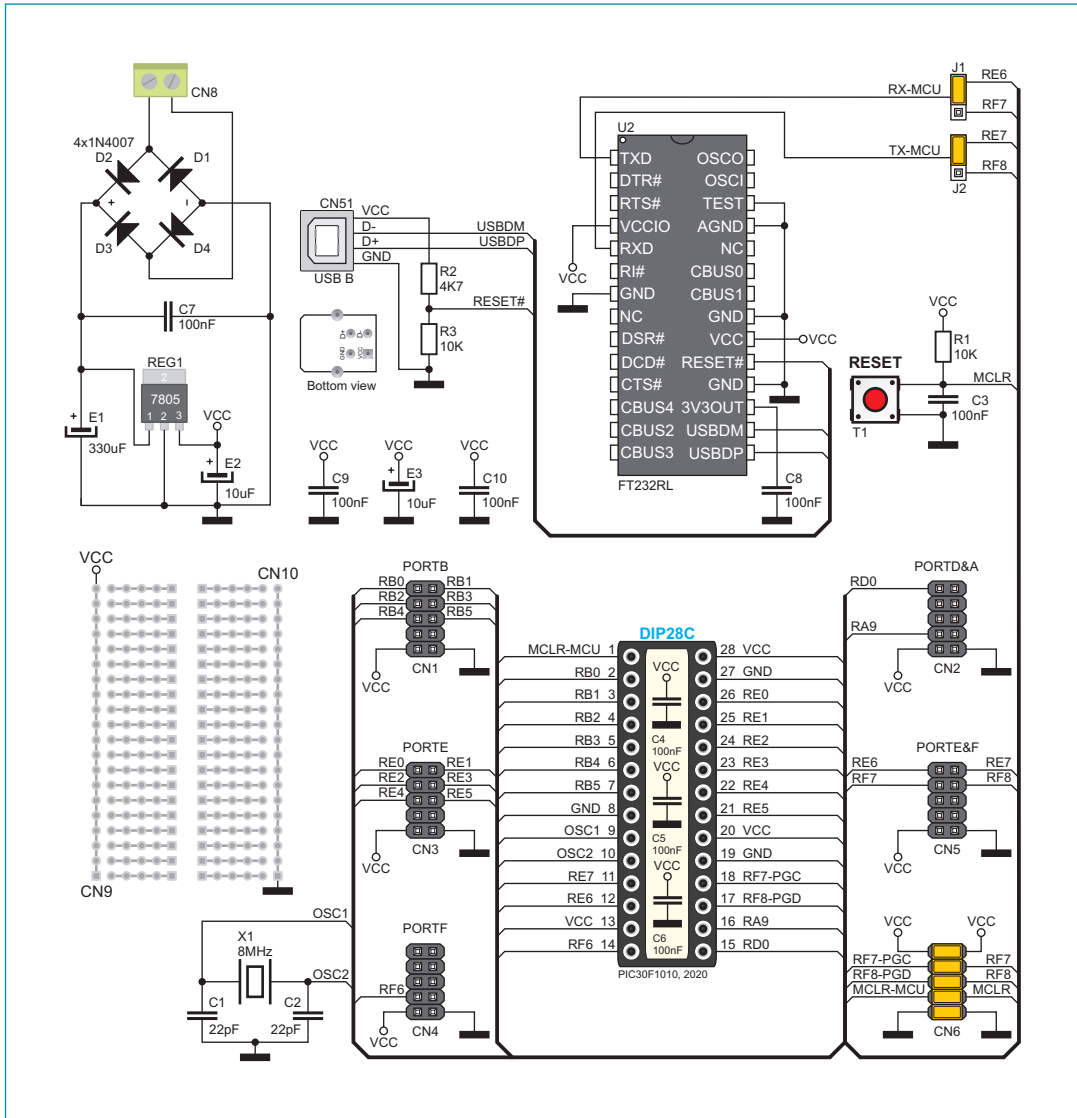 CN8
4x1N4007
D2
D1
+
-
D3
D4
C7
100nF
REG1
2
7805
1 2 3
VCC
E1
330uF
+
E2
10uF
+
CN51
VCC
D-
D+
GND
USB B
USBDM
USBDP
R2
4K7
RESET#
R3
10K
D+
D-
GND
VCC
Bottom view
VCC
C9
100nF
VCC
+
E3
10uF
VCC
C10
100nF
U2
TXD
DTR#
RTS#
VCCIO
RXD
RI#
GND
NC
DSR#
DCD#
CTS#
CBUS4
CBUS2
CBUS3
OSCO
OSCI
TEST
AGND
NC
CBUS0
CBUS1
GND
VCC
RESET#
GND
3V3OUT
USBDM
USBDP
FT232RL
VCC
VCC
C8
100nF
RX-MCU
J1
RE6
RF7
TX-MCU
RE7
RF8
J2
VCC
R1
10K
RESET
MCLR
C3
100nF
T1
VCC
CN10
CN9
OSC1
X1
8MHz
OSC2
C1
22pF
C2
22pF
PORTB
RB0 RB1
RB2 RB3
RB4 RB5
VCC
CN1
PORTE
RE0 RE1
RE2 RE3
RE4 RE5
VCC
CN3
PORTF
RF6
VCC
CN4
DIP28C
MCLR-MCU 1
RB0 2
RB1 3
RB2 4
RB3 5
RB4 6
RB5 7
GND 8
OSC1 9
OSC2 10
RE7 11
RE6 12
VCC 13
RF6 14
VCC
C4
100nF
VCC
C5
100nF
VCC
C6
100nF
28 VCC
27 GND
26 RE0
25 RE1
24 RE2
23 RE3
22 RE4
21 RE5
20 VCC
19 GND
18 RF7-PGC
17 RF8-PGD
16 RA9
15 RD0
PIC30F1010, 2020
PORTD&A
RD0
RA9
VCC
CN2
PORTE&F
RE6 RE7
RF7 RF8
VCC
CN5
VCC VCC
RF7-PGC RF7
RF8-PGD RF8
MCLR-MCU MCLR
CN6